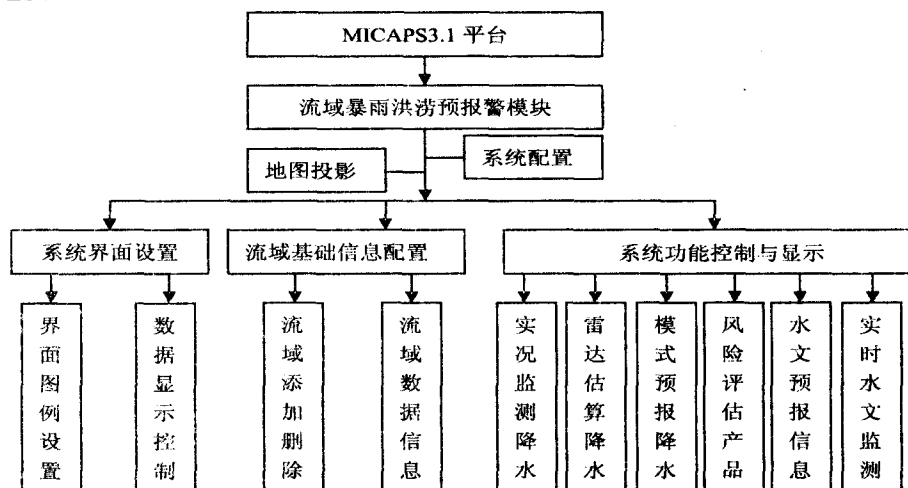 MICAPS3.1 平台
流域暴雨洪涝预报警模块
系统配置
地图投影
系统界面设置
流域基础信息配置
系统功能控制与显示
界面图例设置
数据显示控制
流域添加删除
流域数据信息
实况监测降水
雷达估算降水
模式预报降水
风险评估产品
水文预报信息
实时水文监测